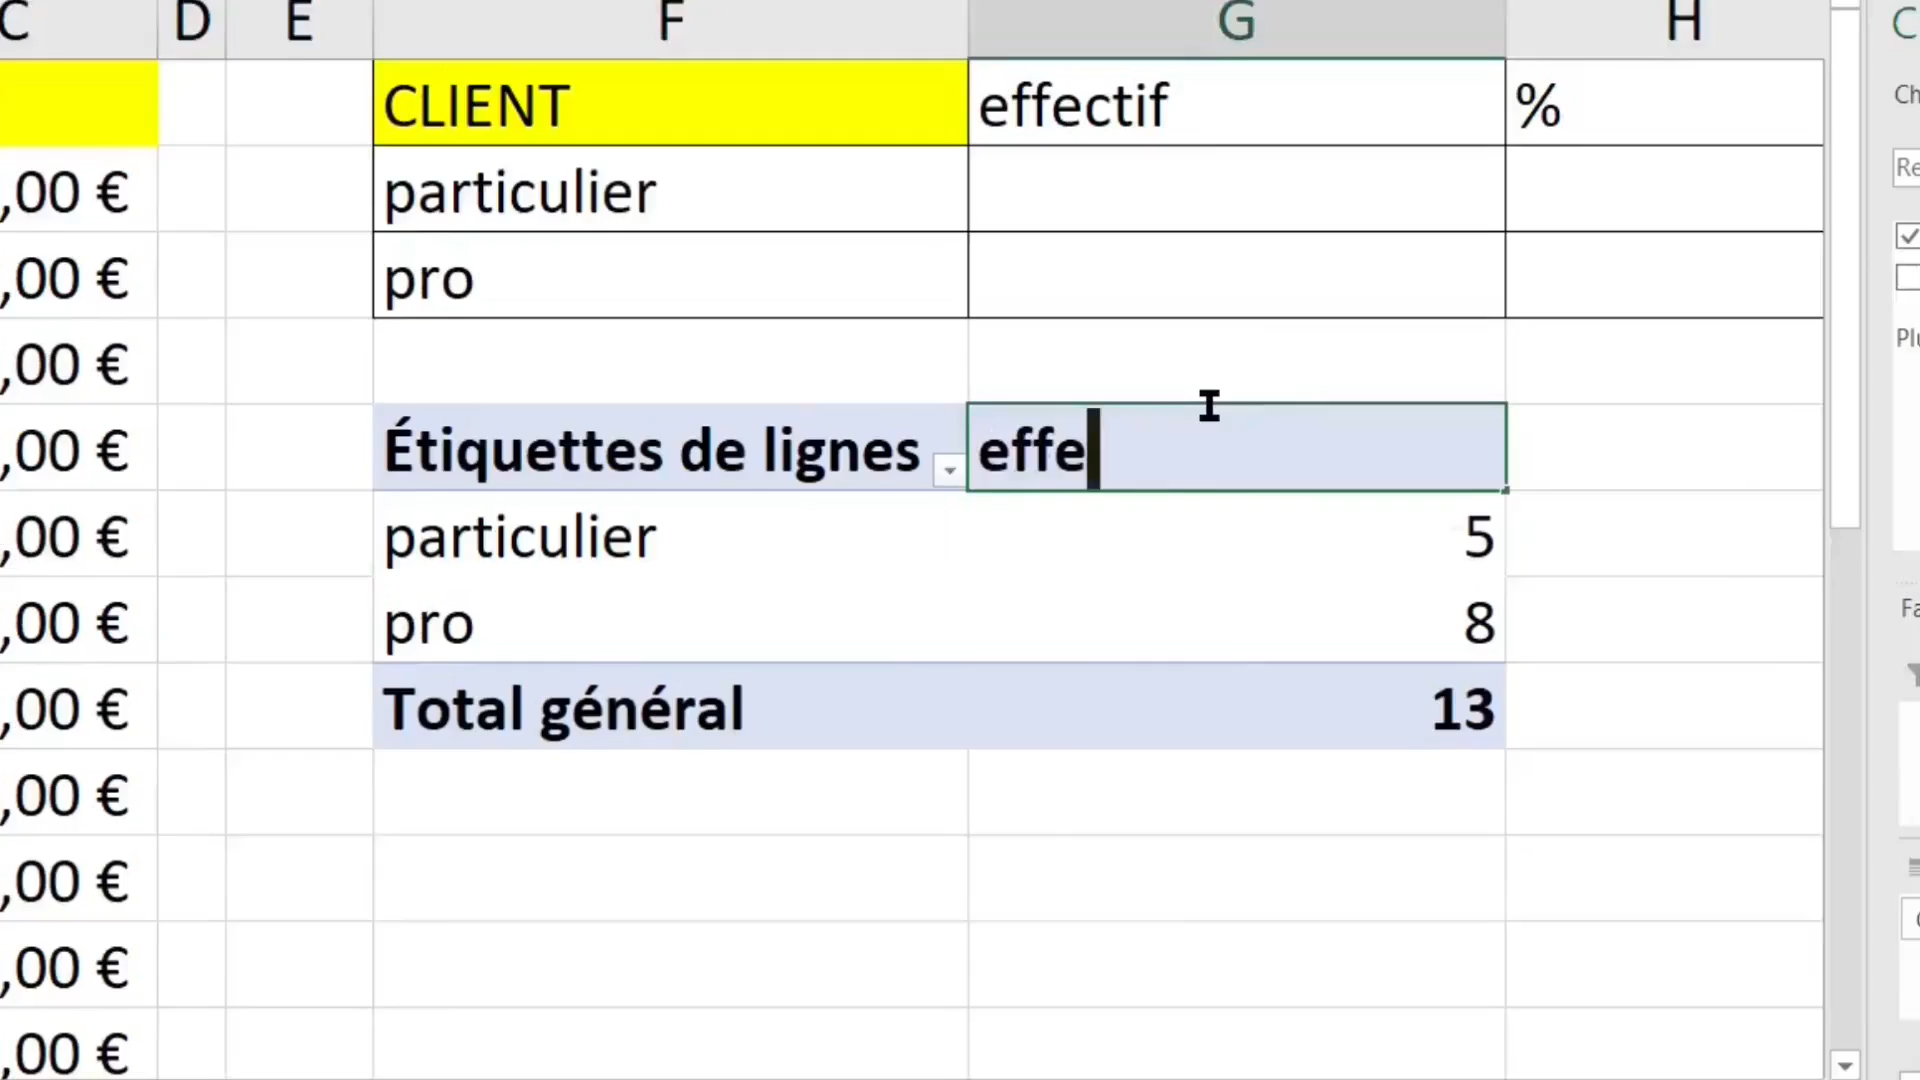 C D E F G H
CLIENT effectif %
,00 € particulier
,00 € pro
,00 €
,00 € Étiquettes de lignes effe
,00 € particulier 5
,00 € pro 8
,00 € Total général 13
,00 €
,00 €
,00 €
,00 €